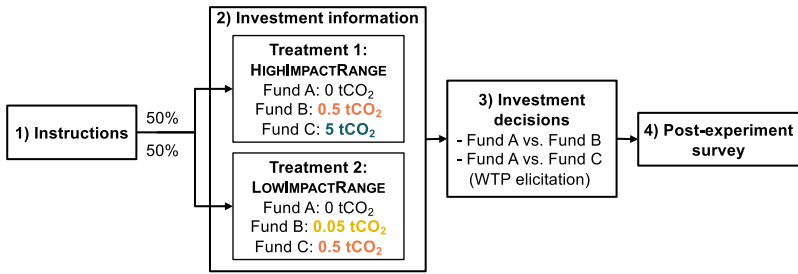 1) Instructions
50%
50%
2) Investment information
Treatment 1:
HIGHIMPACTRANGE
Fund A: 0 tCO₂
Fund B: 0.5 tCO₂
Fund C: 5 tCO₂
Treatment 2:
LOWIMPACTRANGE
Fund A: 0 tCO₂
Fund B: 0.05 tCO₂
Fund C: 0.5 tCO₂
3) Investment
decisions
- Fund A vs. Fund B
- Fund A vs. Fund C
(WTP elicitation)
4) Post-experiment
survey